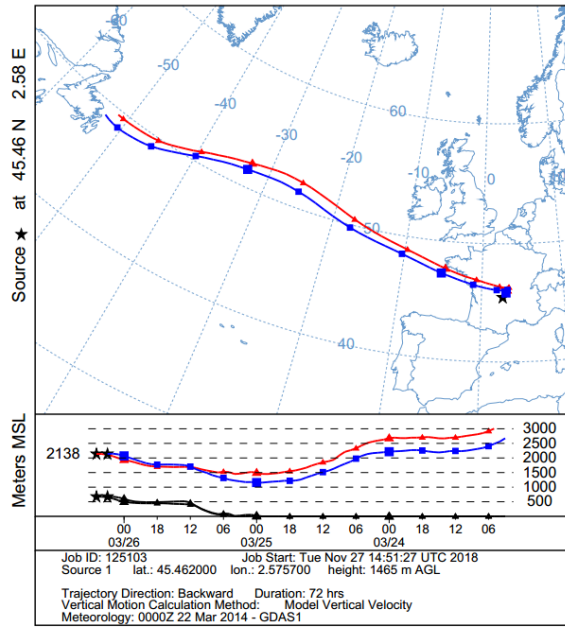 Source ★ at 45.46 N 2.58 E
-60
-50
-40
-30
-20
-10
0
60
50
40
Meters MSL
2138
3000
2500
2000
1500
1000
500
00 18 12 06 00 18 12 06 00 18 12 06
03/26 03/25 03/24
Job ID: 125103 Job Start: Tue Nov 27 14:51:27 UTC 2018
Source 1 lat.: 45.462000 lon.: 2.575700 height: 1465 m AGL
Trajectory Direction: Backward Duration: 72 hrs
Vertical Motion Calculation Method: Model Vertical Velocity
Meteorology: 0000Z 22 Mar 2014 - GDAS1